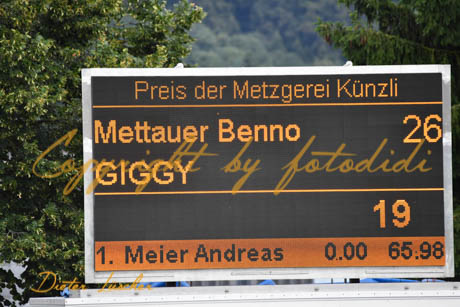 Preis der Metzgerei Künzli
Mettauer Benno 26
GIGGY
Copyright by fotodidi
19
1. Meier Andreas 0.00 65.98